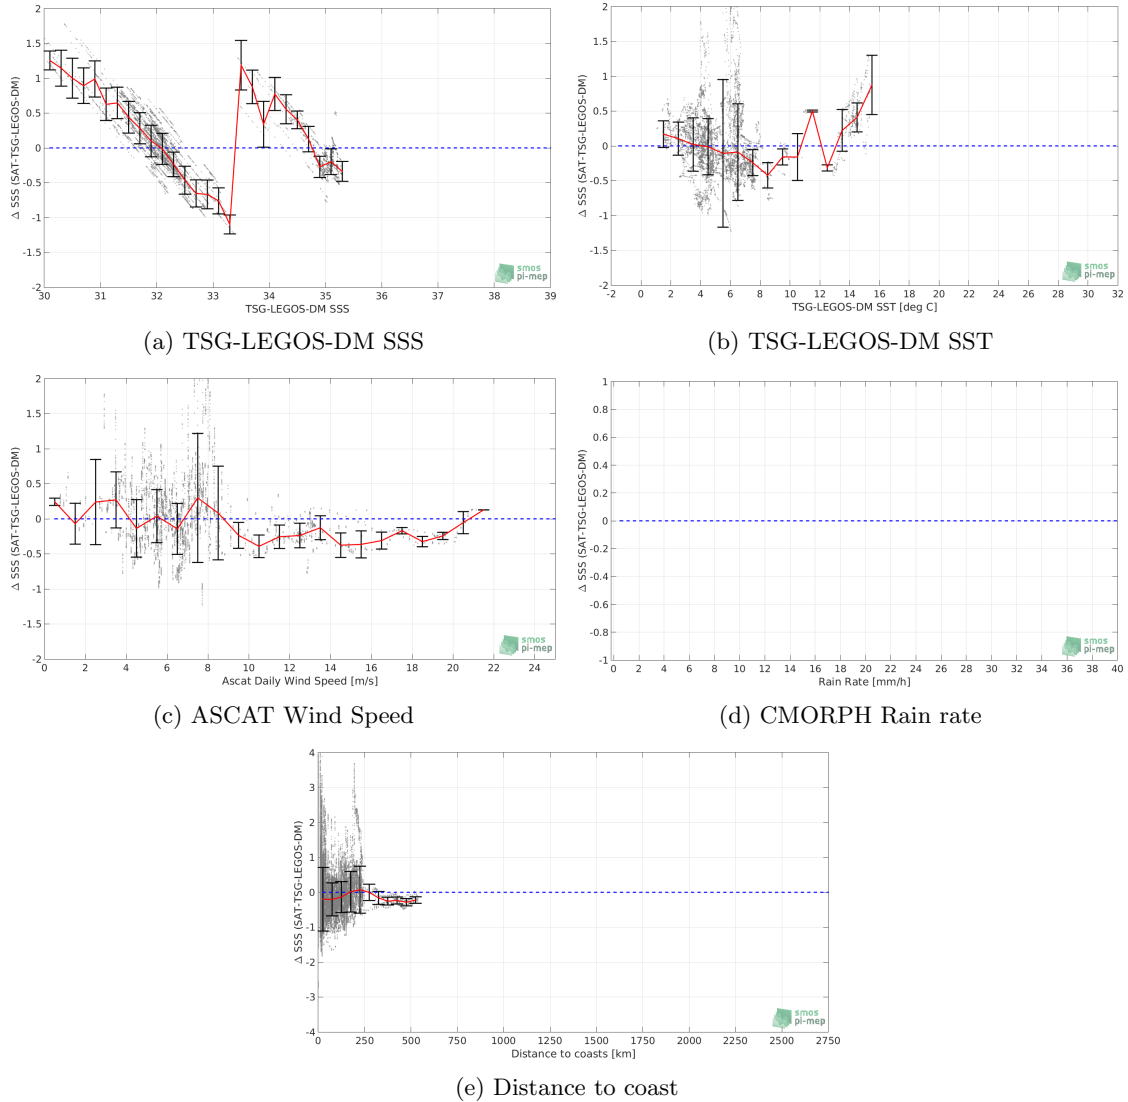 2
1.5
1
0.5
0
-0.5
-1
-1.5
-2
Δ SSS (SAT-TSG-LEGOS-DM)
30 31 32 33 34 35 36 37 38 39
TSG-LEGOS-DM SSS
smos
pi-mep
(a) TSG-LEGOS-DM SSS
2
1.5
1
0.5
0
-0.5
-1
-1.5
-2
Δ SSS (SAT-TSG-LEGOS-DM)
-2 0 2 4 6 8 10 12 14 16 18 20 22 24 26 28 30 32
TSG-LEGOS-DM SST [deg C]
smos
pi-mep
(b) TSG-LEGOS-DM SST
2
1.5
1
0.5
0
-0.5
-1
-1.5
-2
Δ SSS (SAT-TSG-LEGOS-DM)
0 2 4 6 8 10 12 14 16 18 20 22 24
Ascat Daily Wind Speed [m/s]
smos
pi-mep
(c) ASCAT Wind Speed
1
0.8
0.6
0.4
0.2
0
-0.2
-0.4
-0.6
-0.8
-1
Δ SSS (SAT-TSG-LEGOS-DM)
0 2 4 6 8 10 12 14 16 18 20 22 24 26 28 30 32 34 36 38 40
Rain Rate [mm/h]
smos
pi-mep
(d) CMORPH Rain rate
4
3
2
1
0
-1
-2
-3
-4
Δ SSS (SAT-TSG-LEGOS-DM)
0 250 500 750 1000 1250 1500 1750 2000 2250 2500 2750
Distance to coasts [km]
smos
pi-mep
(e) Distance to coast